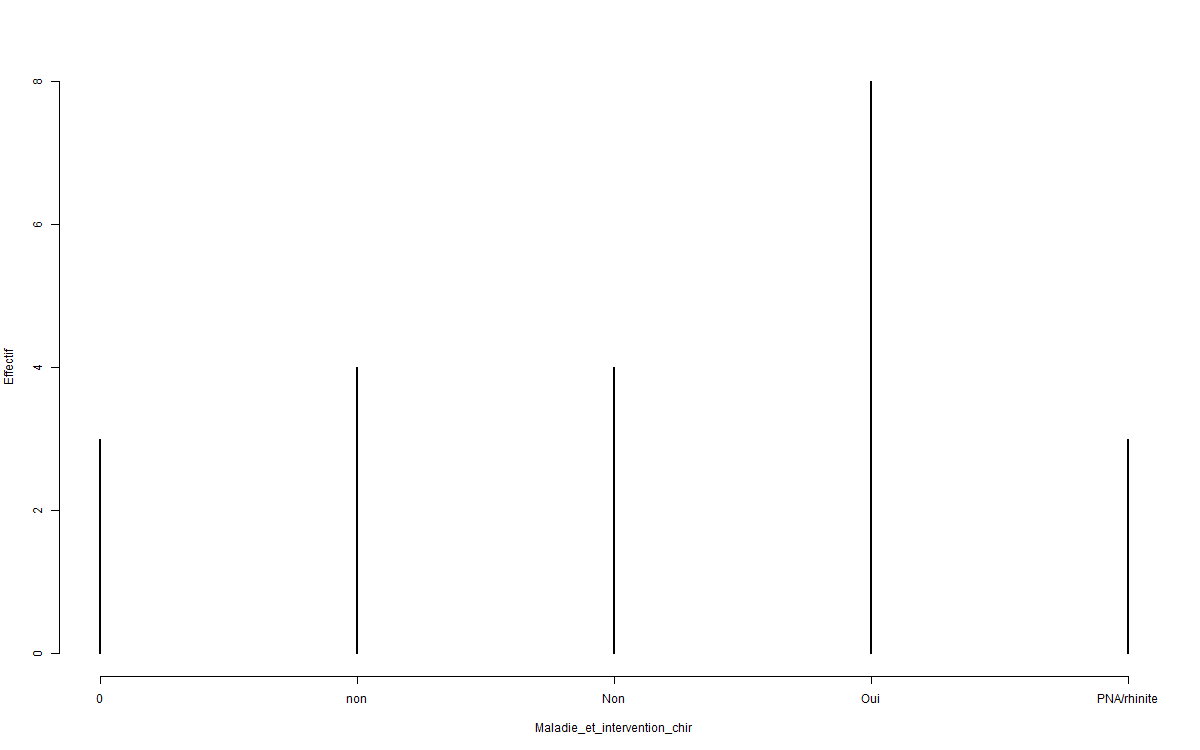 8
6
4
2
0
Effectif
0 non Non Oui PNA/rhinite
Maladie_et_intervention_chir